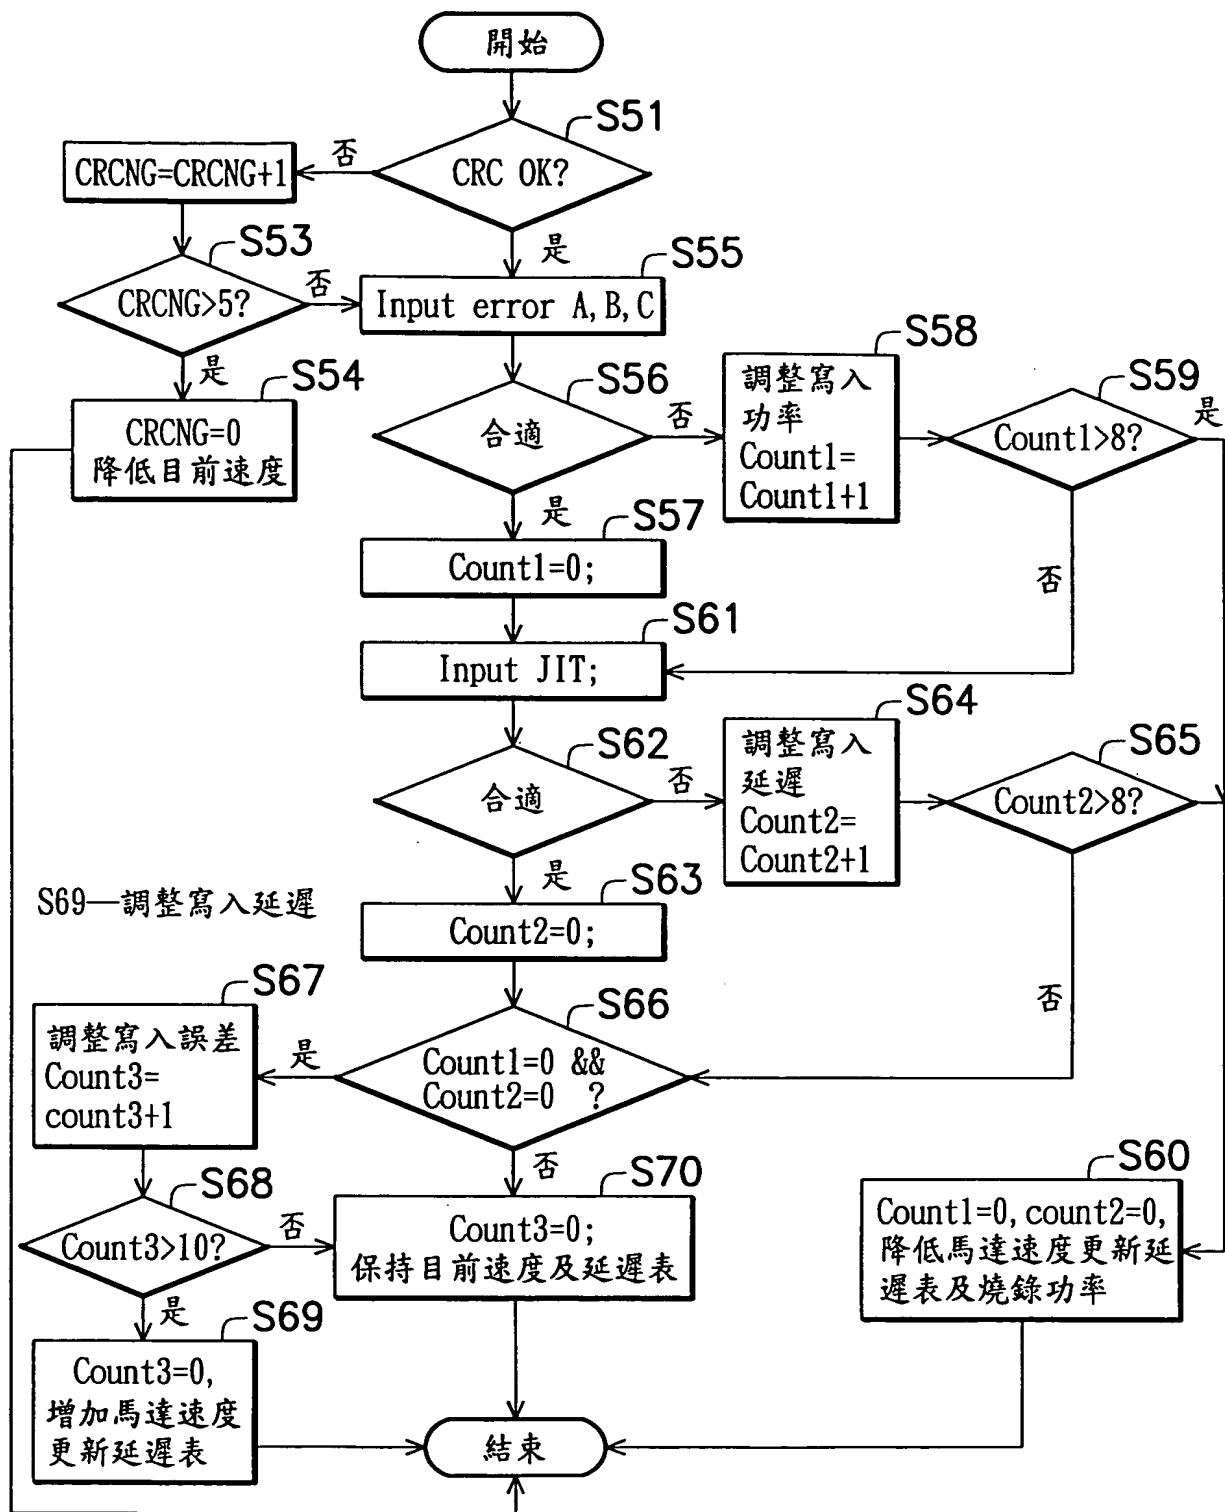 開始
S51
CRC OK?
否
CRCNG=CRCNG+1
是
S53
CRCNG>5?
否
S55
Input error A,B,C
是
S54
CRCNG=0
降低目前速度
S56
合適
否
S58
調整寫入
功率
Count1=
Count1+1
S59
Count1>8?
是
否
是
S57
Count1=0;
S61
Input JIT;
S62
合適
否
S64
調整寫入
延遲
Count2=
Count2+1
S65
Count2>8?
否
是
S63
Count2=0;
S69—調整寫入延遲
S66
Count1=0 &&
Count2=0 ?
是
S67
調整寫入誤差
Count3=
count3+1
否
S68
Count3>10?
否
S70
Count3=0;
保持目前速度及延遲表
S60
Count1=0,count2=0,
降低馬達速度更新延
遲表及燒錄功率
是
S69
Count3=0,
增加馬達速度
更新延遲表
結束